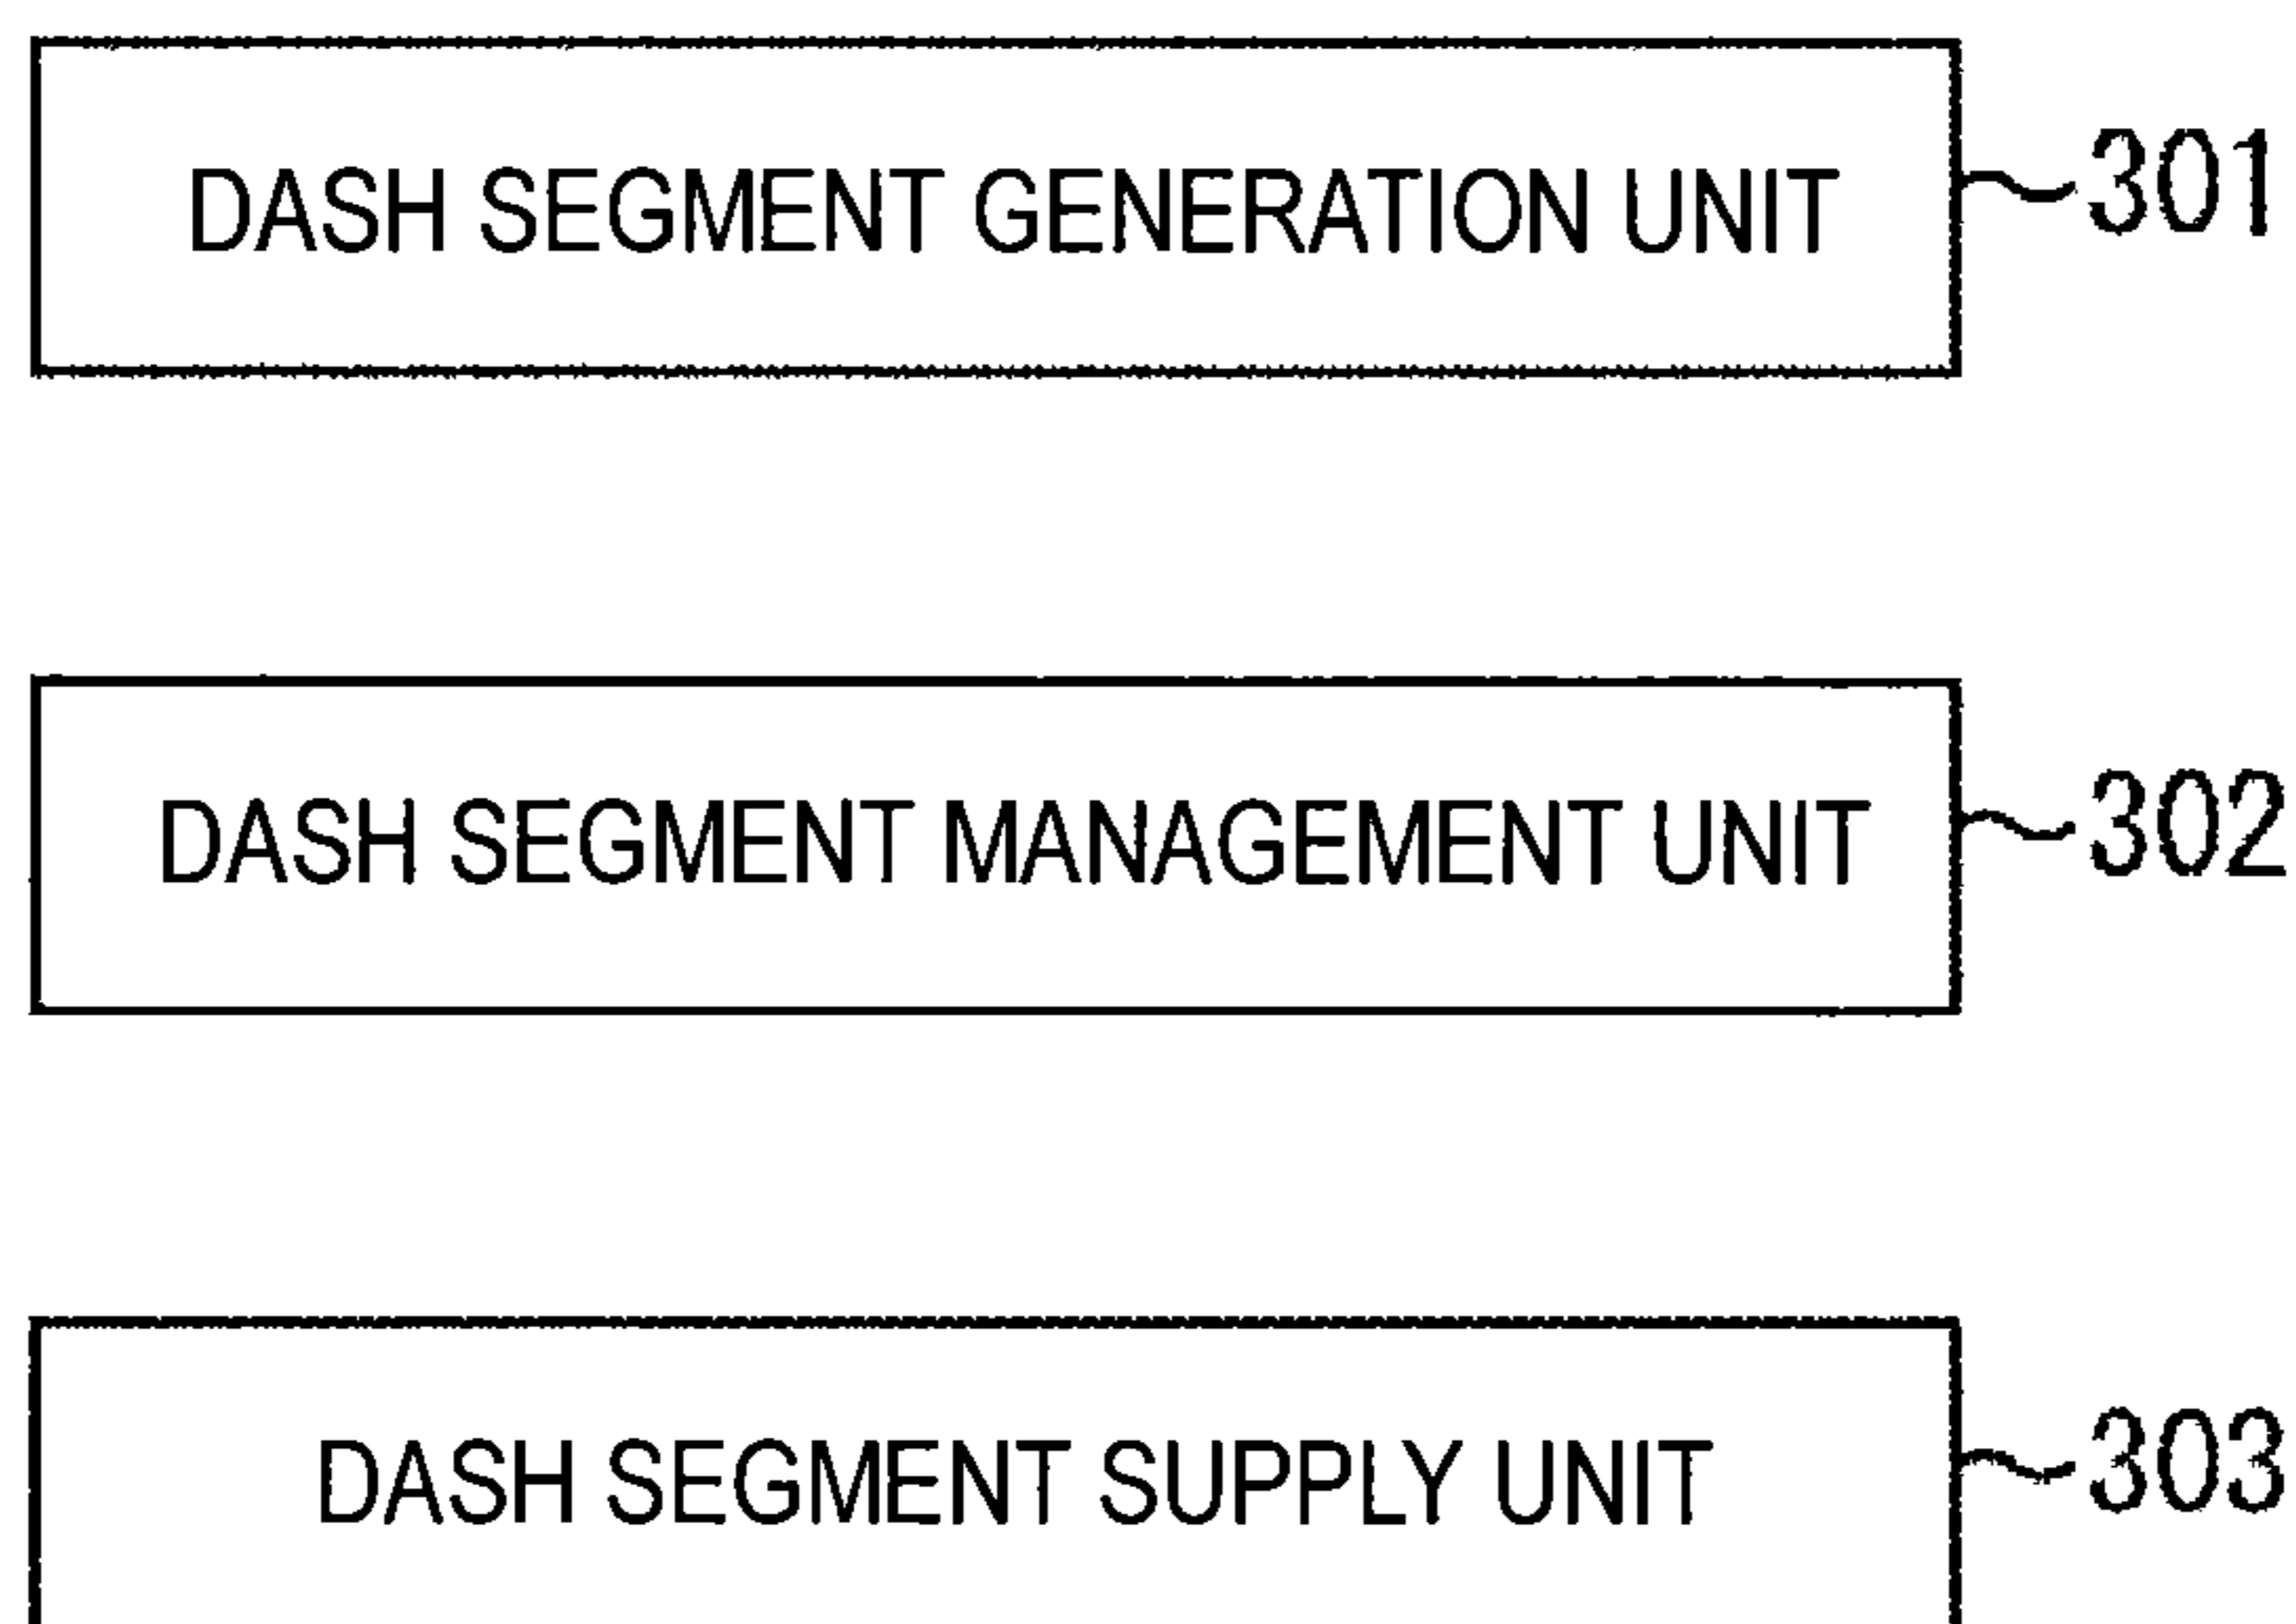 DASH SEGMENT GENERATION UNIT 301
DASH SEGMENT MANAGEMENT UNIT 302
DASH SEGMENT SUPPLY UNIT 303